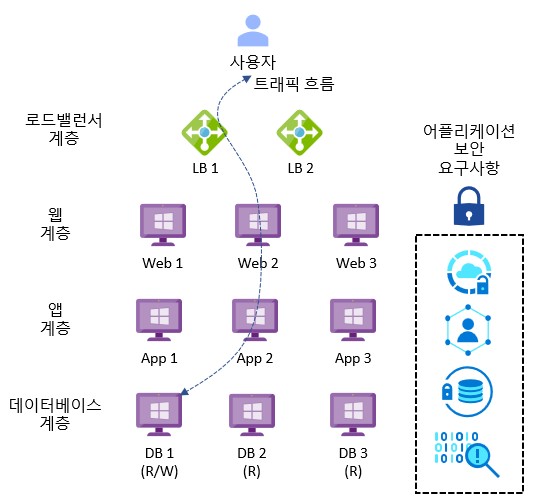 사용자
트래픽 흐름
로드밸런서
계층
LB 1
LB 2
어플리케이션
보안
요구사항
웹
계층
Web 1
Web 2
Web 3
앱
계층
App 1
App 2
App 3
데이터베이스
계층
DB 1
(R/W)
DB 2
(R)
DB 3
(R)
101010
01010
10